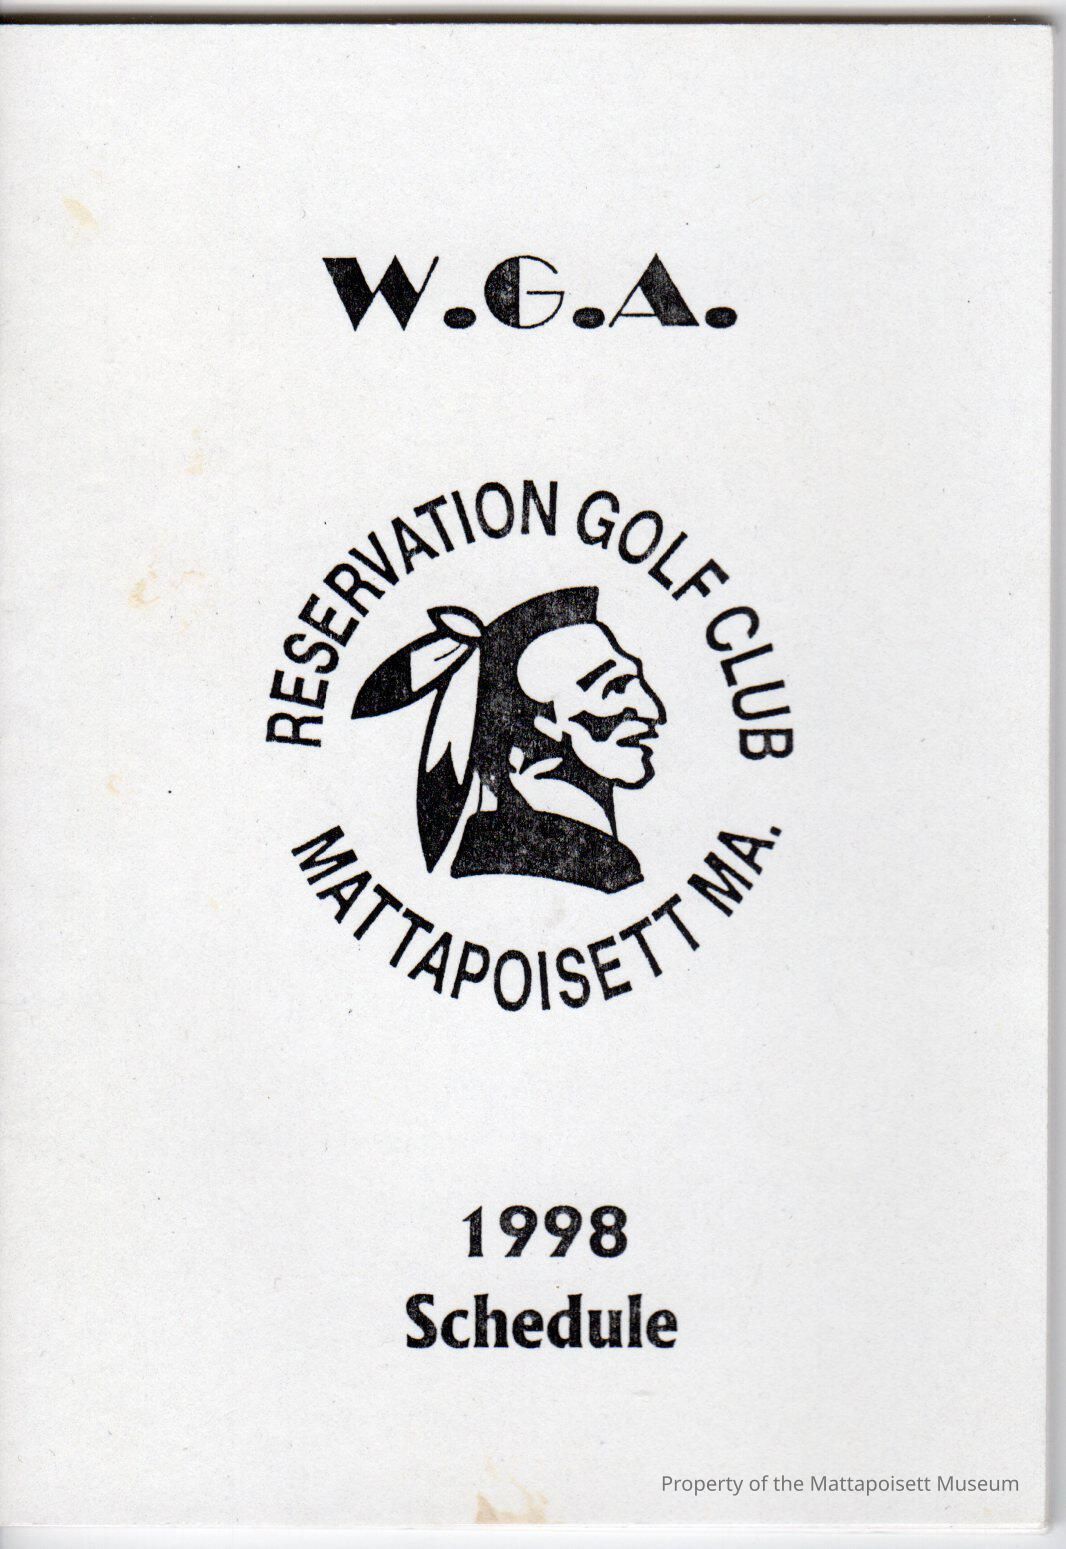 W.G.A.
RESERVATION GOLF CLUB
MATTAPOISETT MA.
1998
Schedule
Property of the Mattapoisett Museum